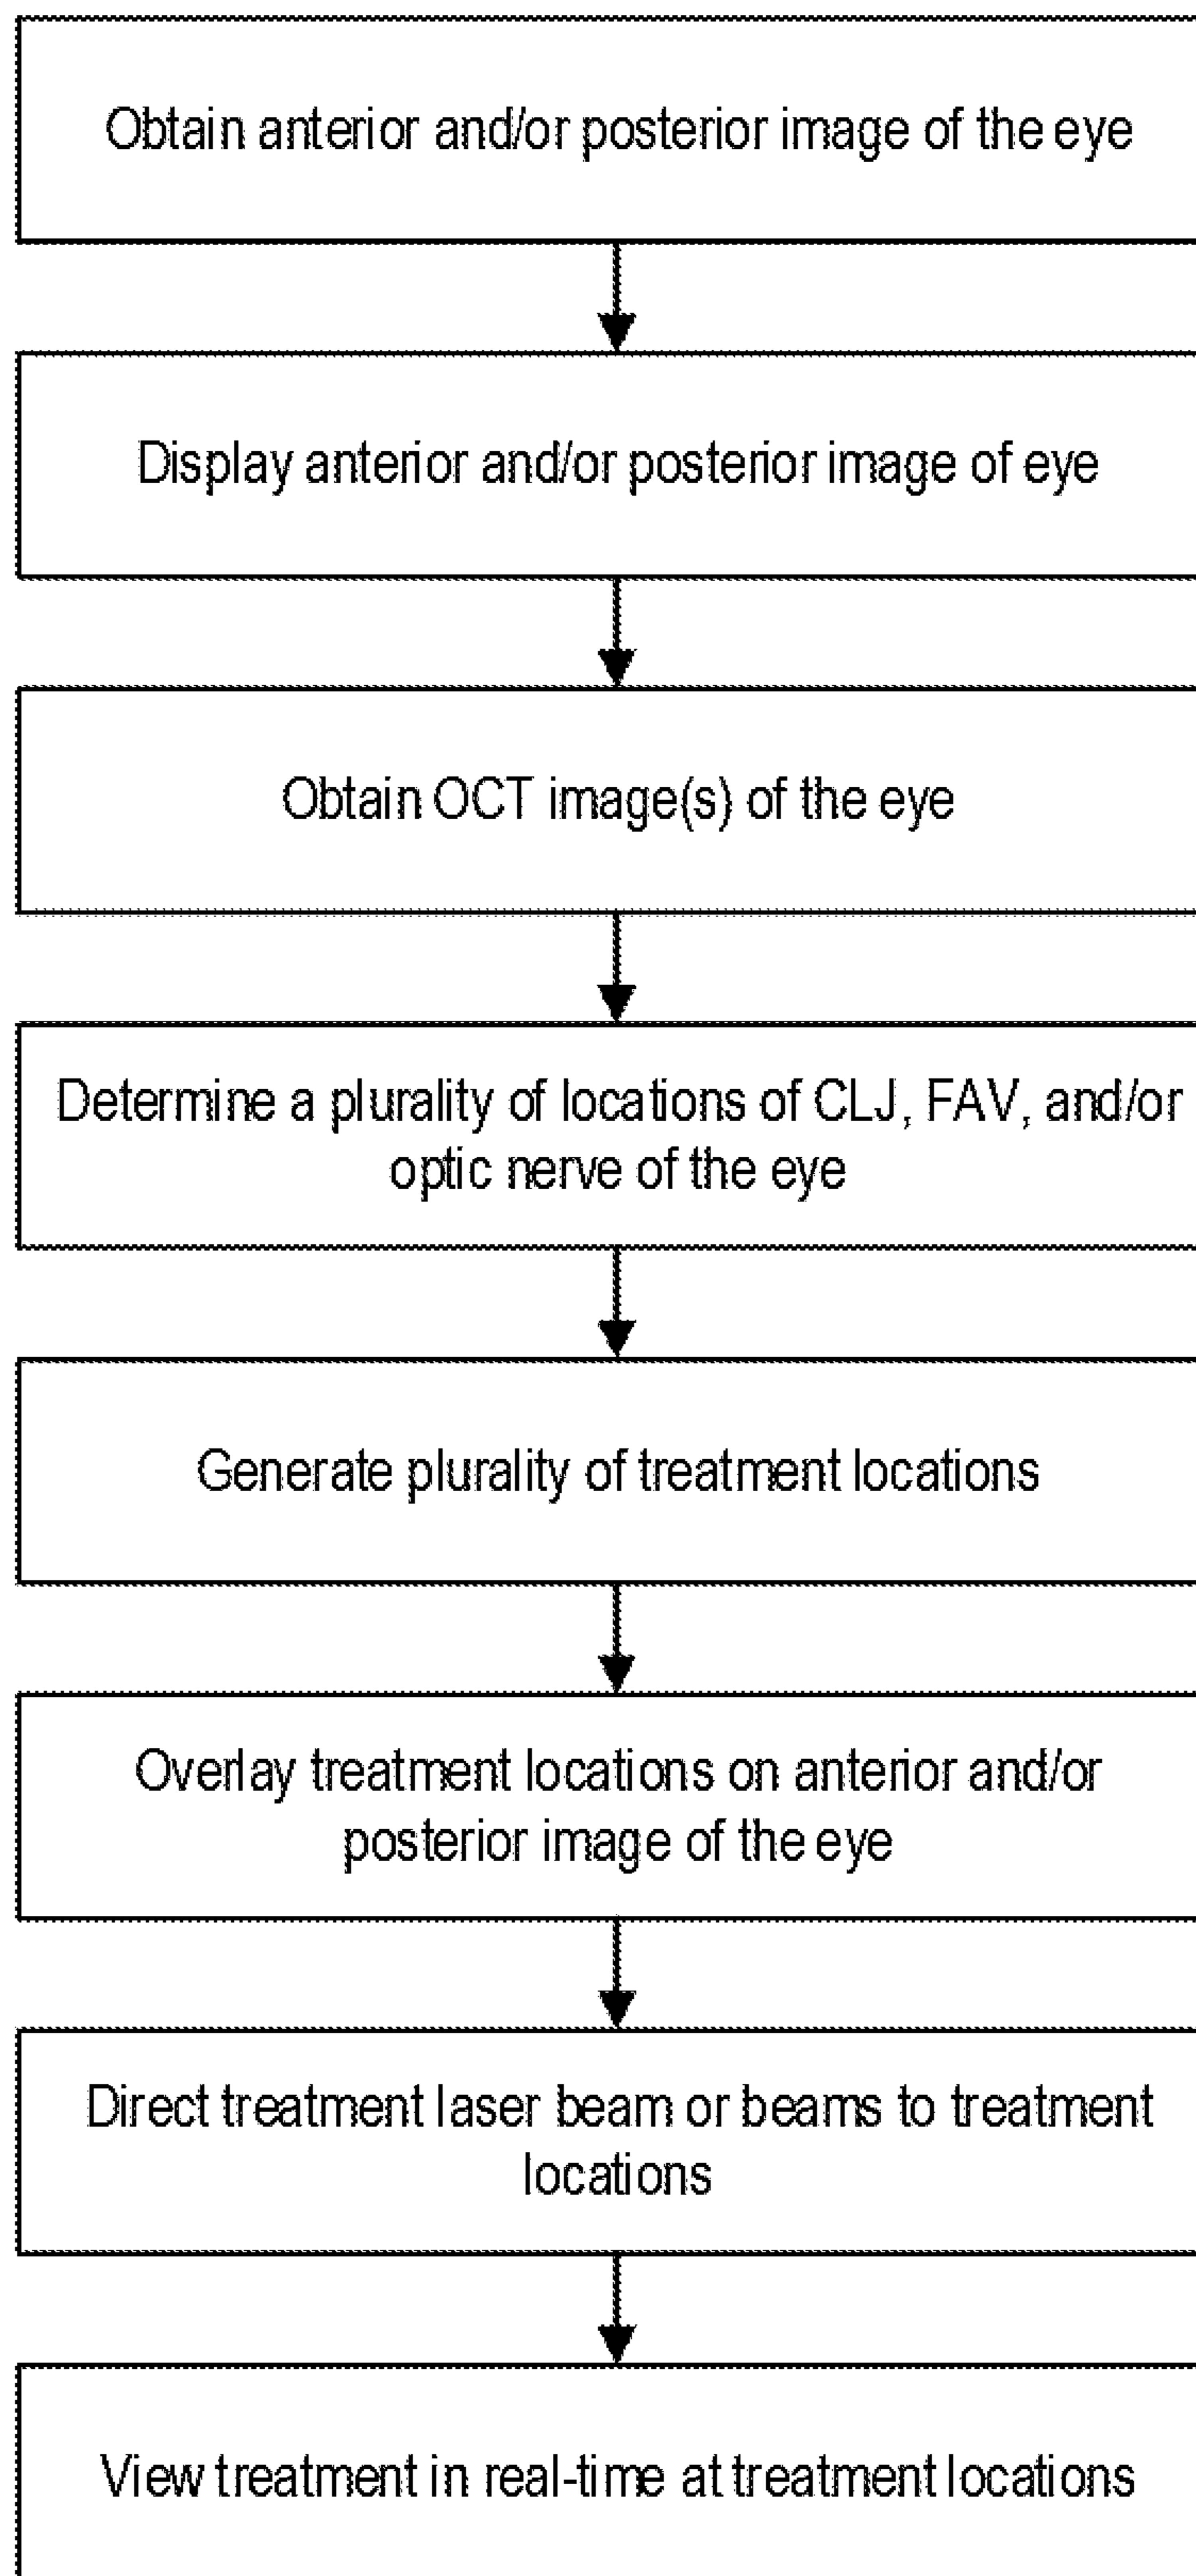 Obtain anterior and/or posterior image of the eye
Display anterior and/or posterior image of eye
Obtain OCT image(s) of the eye
Determine a plurality of locations of CLJ, FAV, and/or
optic nerve of the eye
Generate plurality of treatment locations
Overlay treatment locations on anterior and/or
posterior image of the eye
Direct treatment laser beam or beams to treatment
locations
View treatment in real-time at treatment locations